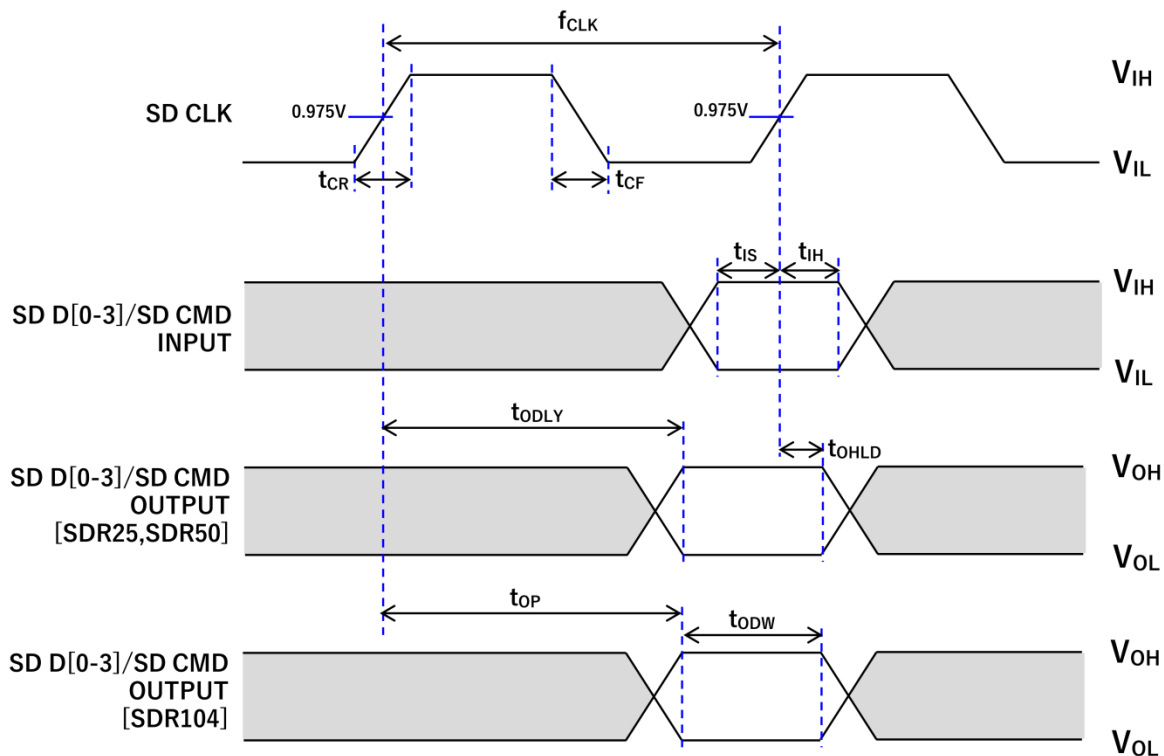 fCLK
VIH
SD CLK
0.975V
0.975V
VIL
tCR
tCF
tIS
tIH
VIH
SD D[0-3]/SD CMD
INPUT
VIL
tODLY
tOHLD
VOH
SD D[0-3]/SD CMD
OUTPUT
[SDR25,SDR50]
VOL
tOP
tODW
VOH
SD D[0-3]/SD CMD
OUTPUT
[SDR104]
VOL